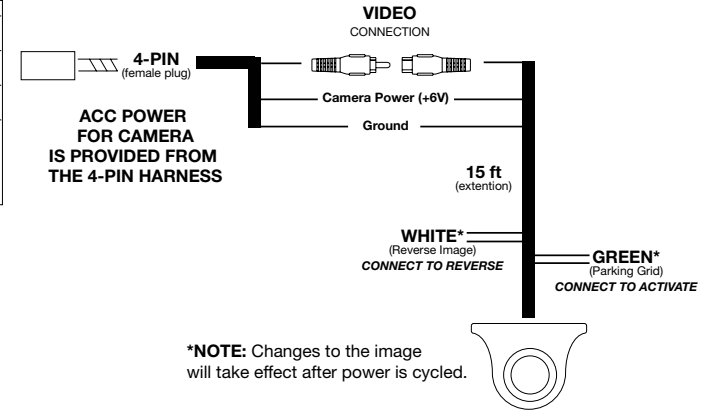 VIDEO
CONNECTION
4-PIN
(female plug)
Camera Power (+6V)
Ground
ACC POWER
FOR CAMERA
IS PROVIDED FROM
THE 4-PIN HARNESS
15 ft
(extention)
WHITE*
(Reverse Image)
CONNECT TO REVERSE
GREEN*
(Parking Grid)
CONNECT TO ACTIVATE
*NOTE: Changes to the image
will take effect after power is cycled.